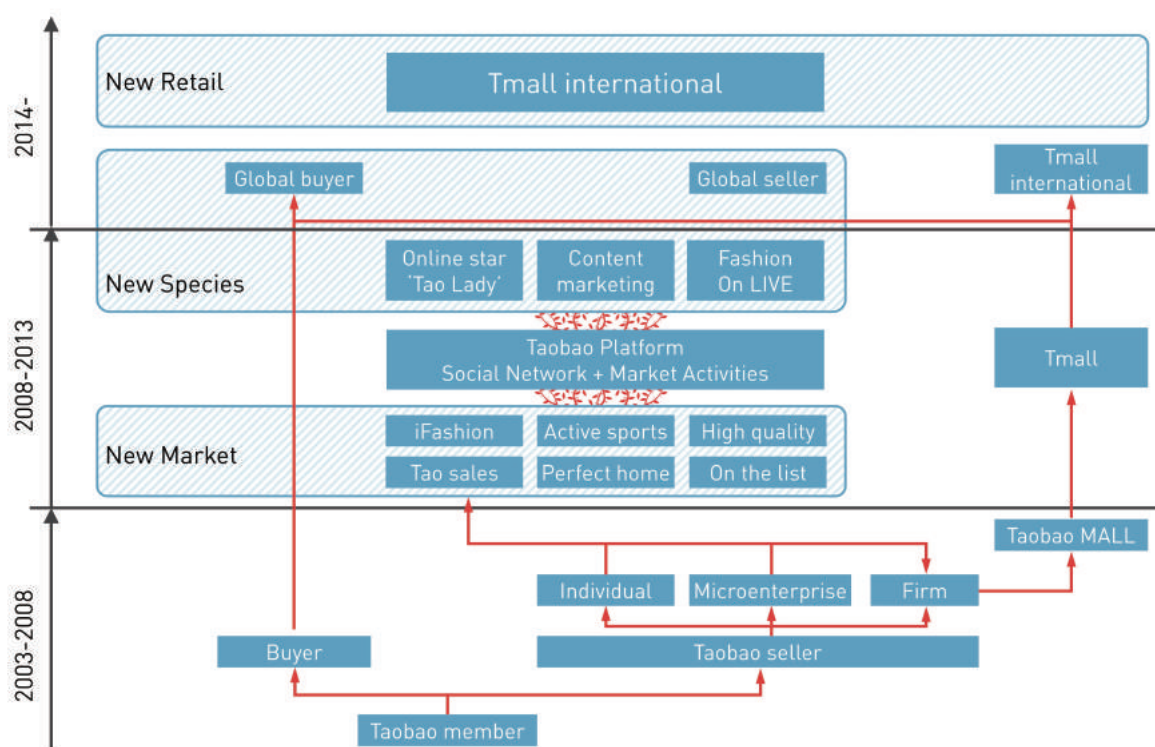 New Retail
Tmall international
2014-
Global buyer
Global seller
Tmall
international
New Species
Online star
'Tao Lady'
Content
marketing
Fashion
On LIVE
2008-2013
Taobao Platform
Social Network + Market Activities
Tmall
New Market
iFashion
Active sports
High quality
Tao sales
Perfect home
On the list
Taobao MALL
2003-2008
Individual
Microenterprise
Firm
Buyer
Taobao seller
Taobao member